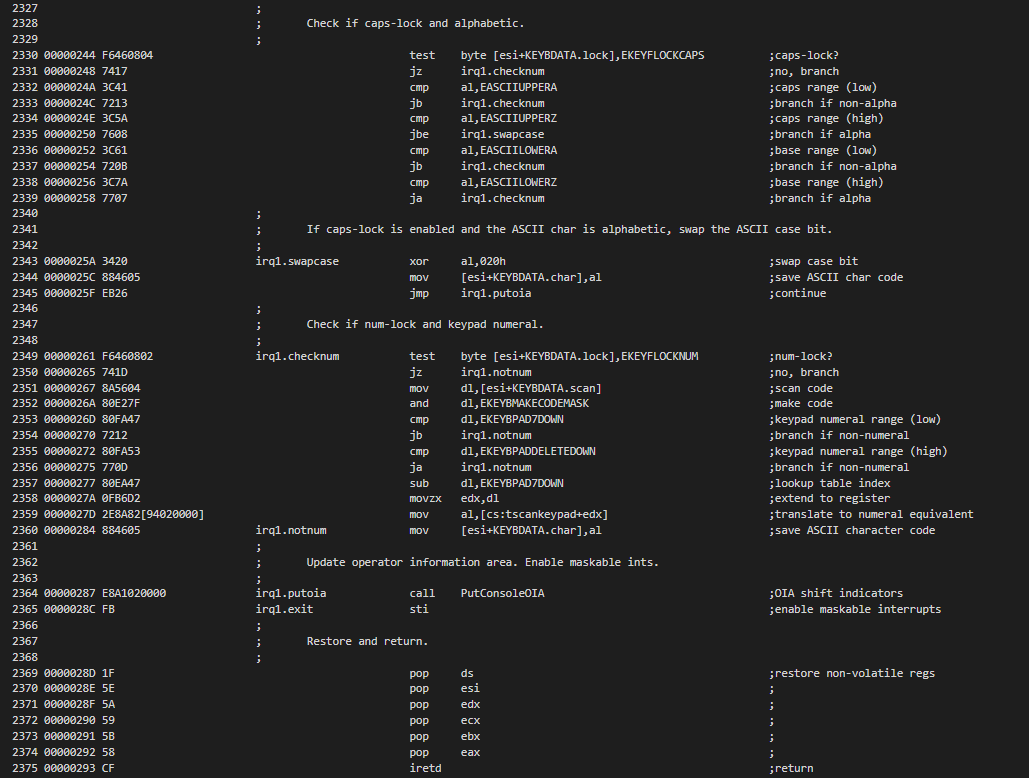 2327 ;
2328 ; Check if caps-lock and alphabetic.
2329 ;
2330 00000244 F6460804 test byte [esi+KEYBDATA.lock],EKEYFLOCKCAPS ;caps-lock?
2331 00000248 7417 jz irq1.checknum ;no, branch
2332 0000024A 3C41 cmp al,EASCIIUPPERA ;caps range (low)
2333 0000024C 7213 jb irq1.checknum ;branch if non-alpha
2334 0000024E 3C5A cmp al,EASCIIUPPERZ ;caps range (high)
2335 00000250 7608 jbe irq1.swapcase ;branch if alpha
2336 00000252 3C61 cmp al,EASCIILOWERA ;base range (low)
2337 00000254 720B jb irq1.checknum ;branch if non-alpha
2338 00000256 3C7A cmp al,EASCIILOWERZ ;base range (high)
2339 00000258 7707 ja irq1.checknum ;branch if alpha
2340 ;
2341 ; If caps-lock is enabled and the ASCII char is alphabetic, swap the ASCII case bit.
2342 ;
2343 0000025A 3420 irq1.swapcase xor al,020h ;swap case bit
2344 0000025C 884605 mov [esi+KEYBDATA.char],al ;save ASCII char code
2345 0000025F EB26 jmp irq1.putoia ;continue
2346 ;
2347 ; Check if num-lock and keypad numeral.
2348 ;
2349 00000261 F6460802 irq1.checknum test byte [esi+KEYBDATA.lock],EKEYFLOCKNUM ;num-lock?
2350 00000265 741D jz irq1.notnum ;no, branch
2351 00000267 8A5604 mov dl,[esi+KEYBDATA.scan] ;scan code
2352 0000026A 80E27F and dl,EKEYBMAKECODEMASK ;make code
2353 0000026D 80FA47 cmp dl,EKEYBPAD7DOWN ;keypad numeral range (low)
2354 00000270 7212 jb irq1.notnum ;branch if non-numeral
2355 00000272 80FA53 cmp dl,EKEYBPADDELETEDOWN ;keypad numeral range (high)
2356 00000275 770D ja irq1.notnum ;branch if non-numeral
2357 00000277 80EA47 sub dl,EKEYBPAD7DOWN ;lookup table index
2358 0000027A 0FB6D2 movzx edx,dl ;extend to register
2359 0000027D 2E8A82[94020000] mov al,[cs:tscankeypad+edx] ;translate to numeral equivalent
2360 00000284 884605 irq1.notnum mov [esi+KEYBDATA.char],al ;save ASCII character code
2361 ;
2362 ; Update operator information area. Enable maskable ints.
2363 ;
2364 00000287 E8A1020000 irq1.putoia call PutConsoleOIA ;OIA shift indicators
2365 0000028C FB irq1.exit sti ;enable maskable interrupts
2366 ;
2367 ; Restore and return.
2368 ;
2369 0000028D 1F pop ds ;restore non-volatile regs
2370 0000028E 5E pop esi ;
2371 0000028F 5A pop edx ;
2372 00000290 59 pop ecx ;
2373 00000291 5B pop ebx ;
2374 00000292 58 pop eax ;
2375 00000293 CF iretd ;return